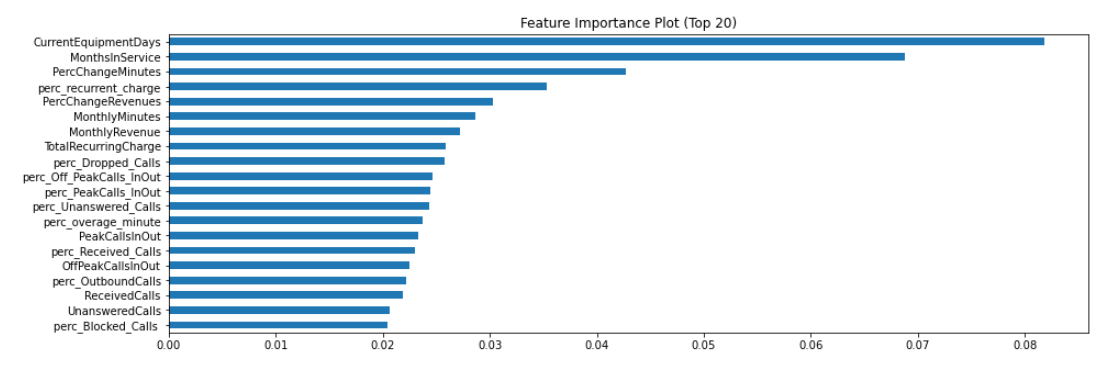 Feature Importance Plot (Top 20)
CurrentEquipmentDays
MonthsInService
PercChangeMinutes
perc_recurrent_charge
PercChangeRevenues
MonthlyMinutes
MonthlyRevenue
TotalRecurringCharge
perc_Dropped_Calls
perc_Off_PeakCalls_InOut
perc_PeakCalls_InOut
perc_Unanswered_Calls
perc_overage_minute
PeakCallsInOut
perc_Received_Calls
OffPeakCallsInOut
perc_OutboundCalls
ReceivedCalls
UnansweredCalls
perc_Blocked_Calls
0.00 0.01 0.02 0.03 0.04 0.05 0.06 0.07 0.08